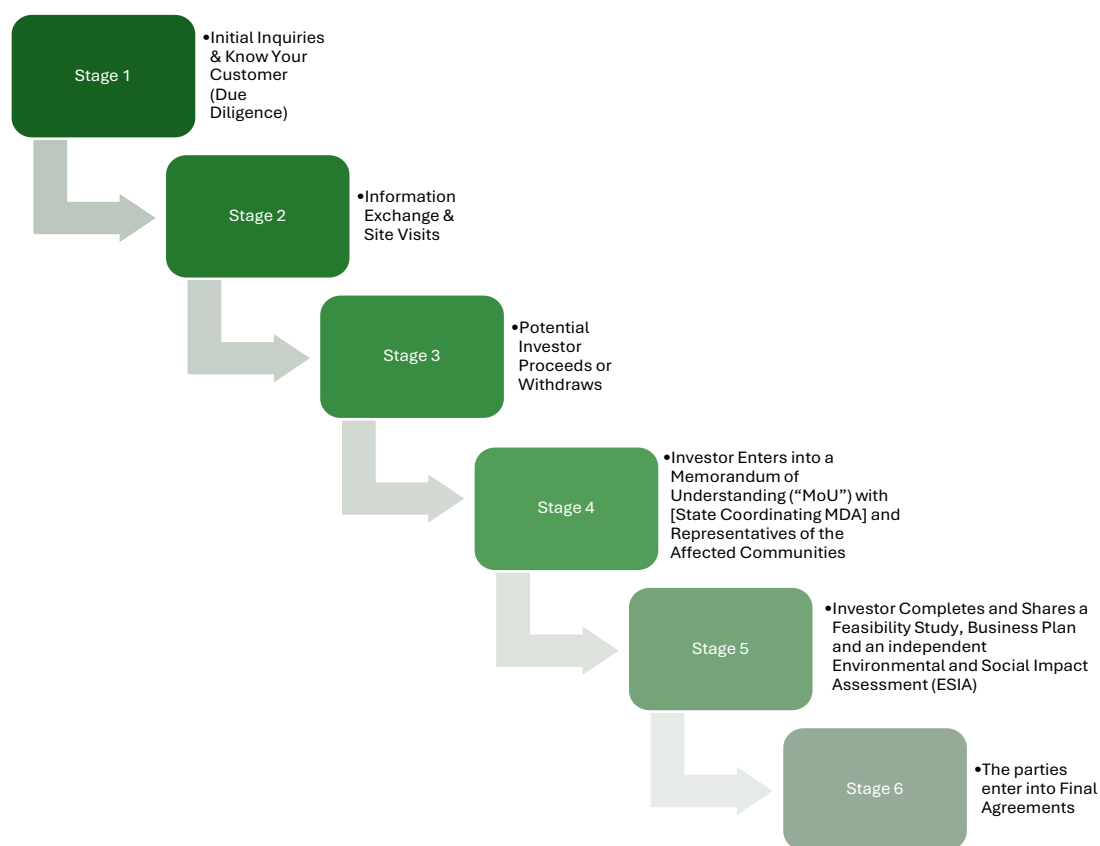 Stage 1
•Initial Inquiries
& Know Your
Customer
(Due
Diligence)
Stage 2
•Information
Exchange &
Site Visits
Stage 3
•Potential
Investor
Proceeds or
Withdraws
Stage 4
•Investor Enters into a
Memorandum of
Understanding (“MoU”) with
[State Coordinating MDA] and
Representatives of the
Affected Communities
Stage 5
•Investor Completes and Shares a
Feasibility Study, Business Plan
and an independent
Environmental and Social Impact
Assessment (ESIA)
Stage 6
•The parties
enter into Final
Agreements